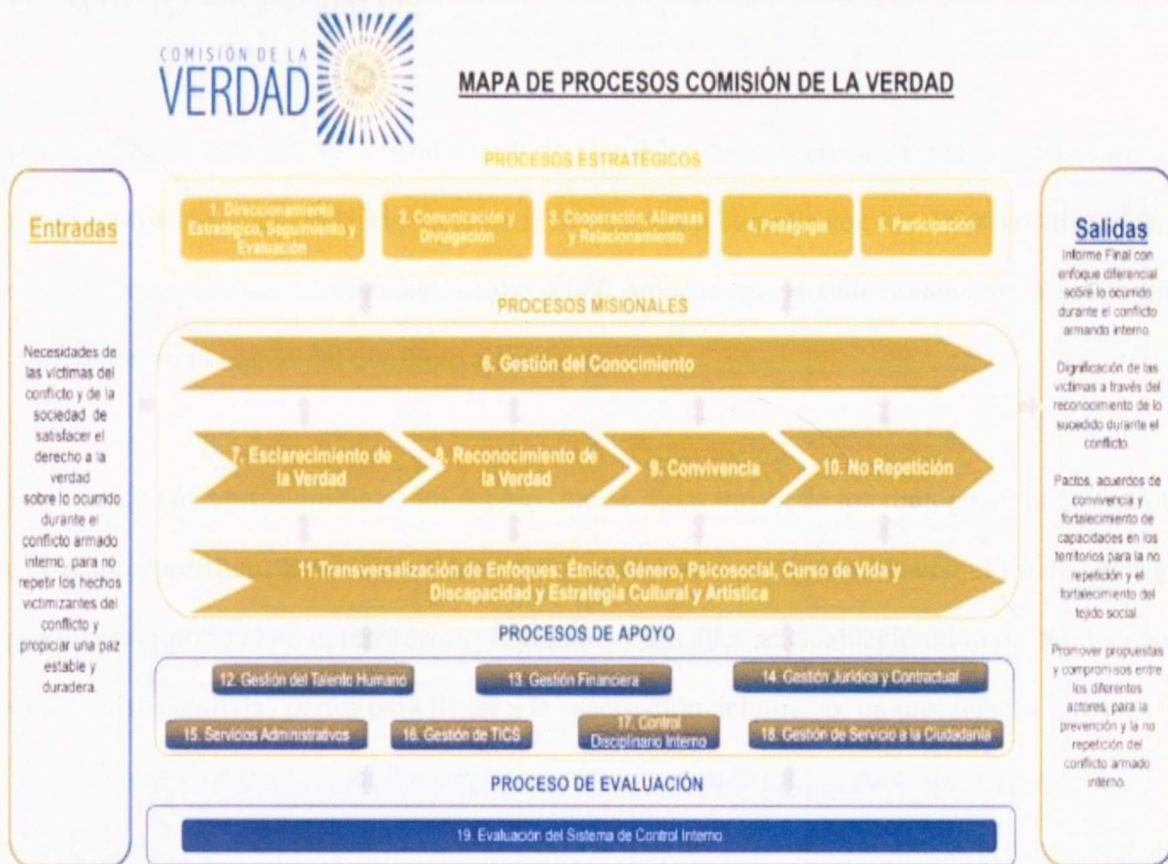 COMISIÓN DE LA
VERDAD
MAPA DE PROCESOS COMISIÓN DE LA VERDAD
Entradas
Necesidades de
las víctimas del
conflicto y de la
sociedad de
satisfacer el
derecho a la
verdad
sobre lo ocurrido
durante el
conflicto armado
interno, para no
repetir los hechos
victimizantes del
conflicto y
propiciar una paz
estable y
duradera.
PROCESOS ESTRATÉGICOS
1. Direccionamiento
Estratégico, Seguimiento y
Evaluación
2. Comunicación y
Divulgación
3. Cooperación, Alianzas
y Relacionamiento
4. Pedagogía
5. Participación
PROCESOS MISIONALES
6. Gestión del Conocimiento
7. Esclarecimiento de
la Verdad
8. Reconocimiento de
la Verdad
9. Convivencia
10. No Repetición
11.Transversalización de Enfoques: Étnico, Género, Psicosocial, Curso de Vida y
Discapacidad y Estrategia Cultural y Artística
PROCESOS DE APOYO
12. Gestión del Talento Humano
13. Gestión Financiera
14. Gestión Jurídica y Contractual
15. Servicios Administrativos
16. Gestión de TICS
17. Control
Disciplinario Interno
18. Gestión de Servicio a la Ciudadanía
PROCESO DE EVALUACIÓN
19. Evaluación del Sistema de Control Interno
Salidas
Informe Final con
enfoque diferencial
sobre lo ocurrido
durante el conflicto
armando interno.
Dignificación de las
víctimas a través del
reconocimiento de lo
sucedido durante el
conflicto.
Pactos, acuerdos de
convivencia y
fortalecimiento de
capacidades en los
territorios para la no
repetición y el
fortalecimiento del
tejido social.
Promover propuestas
y compromisos entre
los diferentes
actores, para la
prevención y la no
repetición del
conflicto armado
interno.